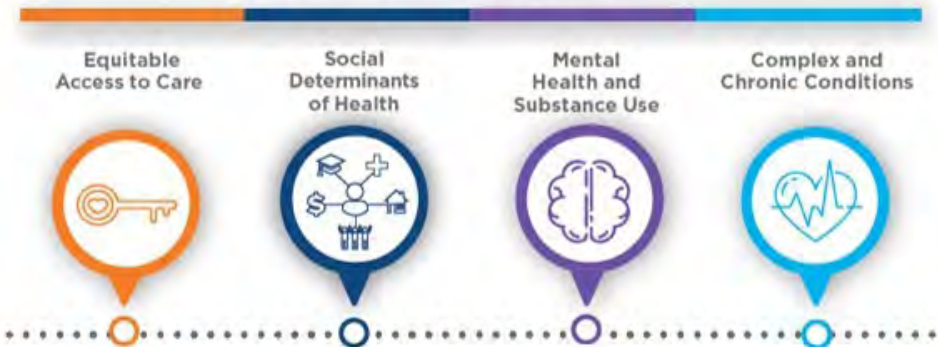 Equitable
Access to Care
Social
Determinants
of Health
Mental
Health and
Substance Use
Complex and
Chronic Conditions
$